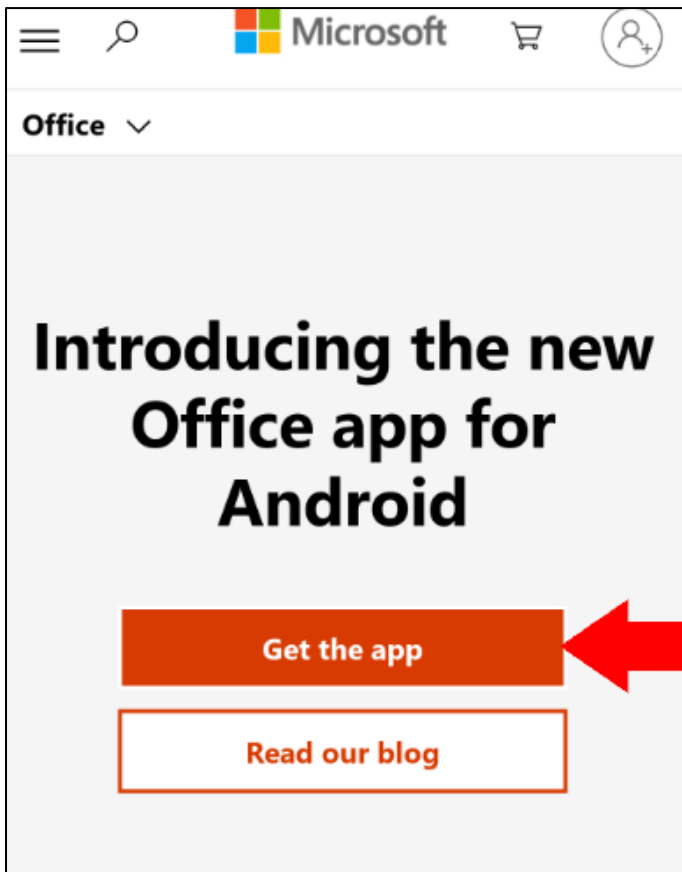 Microsoft
Office
Introducing the new
Office app for
Android
Get the app
Read our blog